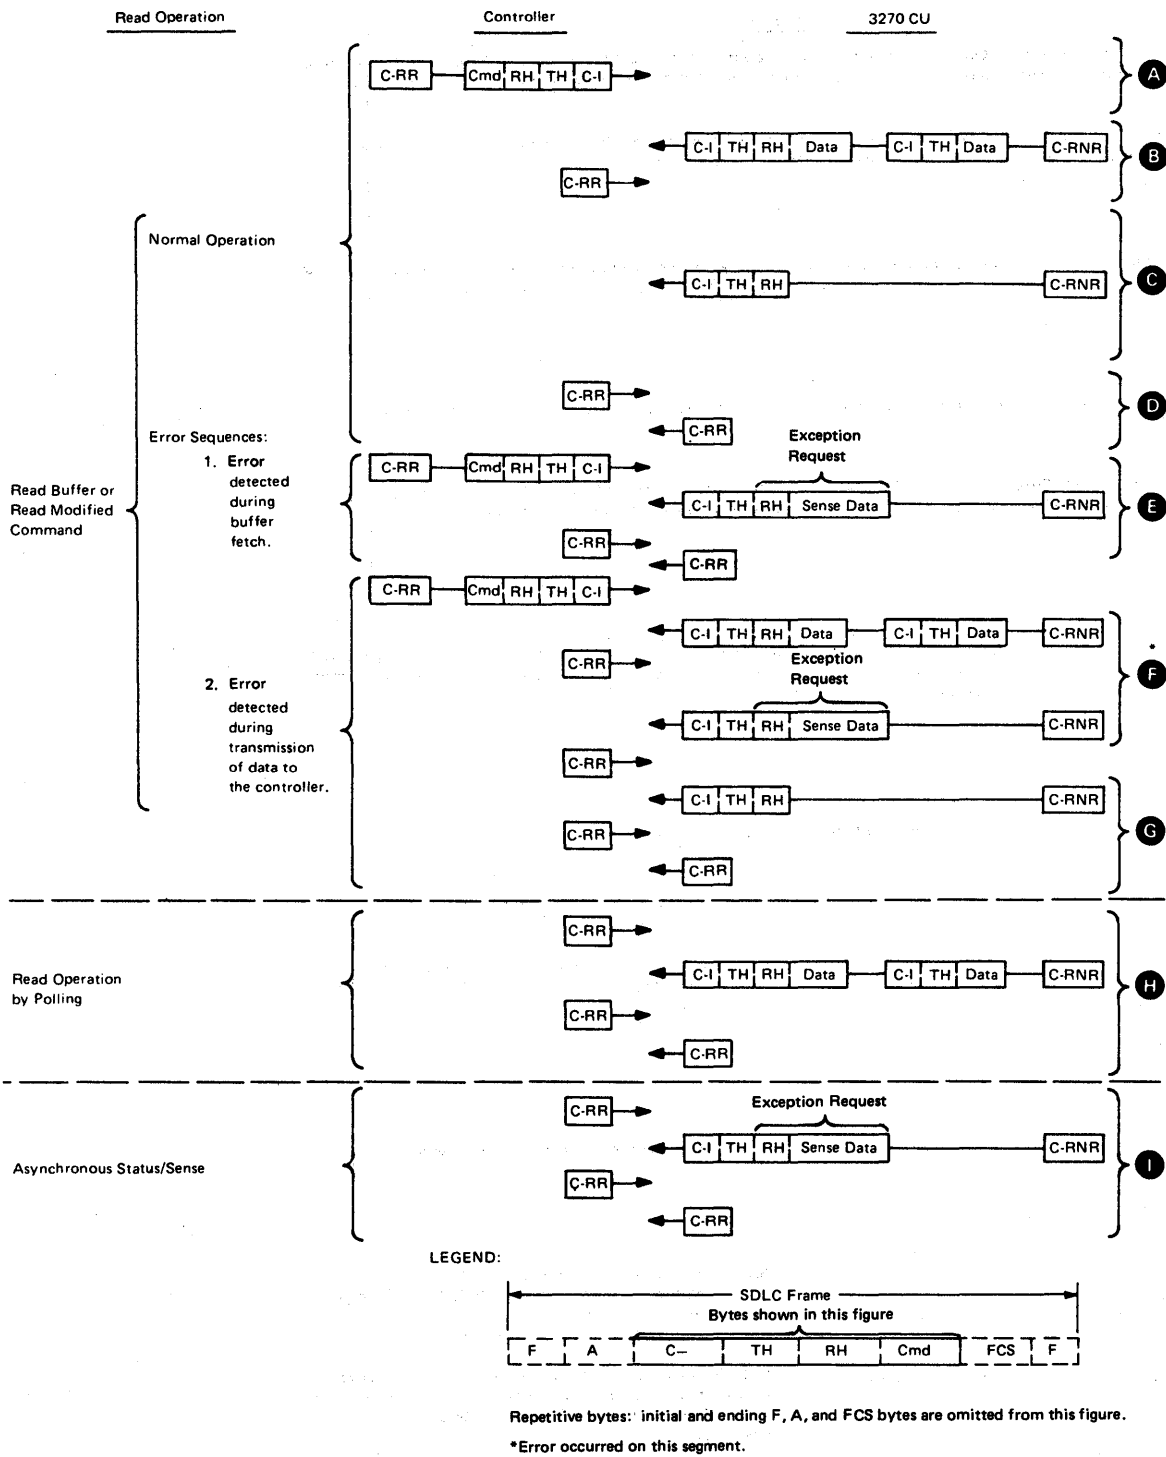 Read Operation Controller 3270 CU
C-RR Cmd RH TH C-I A
C-I TH RH Data C-I TH Data C-RNR B
C-RR
Normal Operation
C-I TH RH C-RNR C
C-RR D
C-RR
Error Sequences:
Exception
Request
1. Error
detected
during
buffer
fetch.
C-RR Cmd RH TH C-I
Read Buffer or
Read Modified
Command
C-I TH RH Sense Data C-RNR E
C-RR
C-RR
C-RR Cmd RH TH C-I
C-I TH RH Data C-I TH Data C-RNR
*
C-RR
Exception
Request
F
2. Error
detected
during
transmission
of data to
the controller.
C-I TH RH Sense Data C-RNR
C-RR
C-I TH RH C-RNR
C-RR G
C-RR
C-RR
Read Operation
by Polling
C-I TH RH Data C-I TH Data C-RNR H
C-RR
C-RR
C-RR
Exception Request
Asynchronous Status/Sense
C-I TH RH Sense Data C-RNR I
C-RR
C-RR
LEGEND:
SDLC Frame
Bytes shown in this figure
F A C– TH RH Cmd FCS F
Repetitive bytes: initial and ending F, A, and FCS bytes are omitted from this figure.
*Error occurred on this segment.